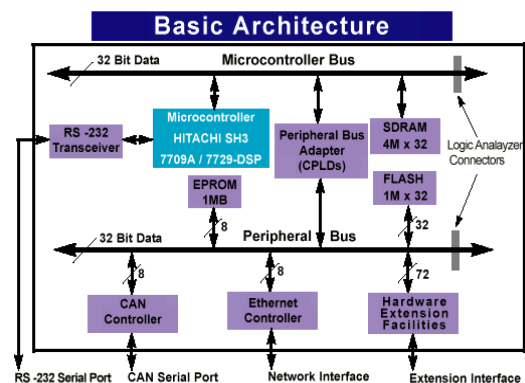 Basic Architecture
32 Bit Data
Microcontroller Bus
Microcontroller
HITACHI SH3
7709A / 7729-DSP
RS -232
Transceiver
Peripheral Bus
Adapter
(CPLDs)
SDRAM
4M x 32
Logic Analayzer
Connectors
EPROM
1MB
FLASH
1M x 32
8
32
32 Bit Data
Peripheral Bus
8
8
72
CAN
Controller
Ethernet
Controller
Hardware
Extension
Facilities
RS -232 Serial Port
CAN Serial Port
Network Interface
Extension Interface